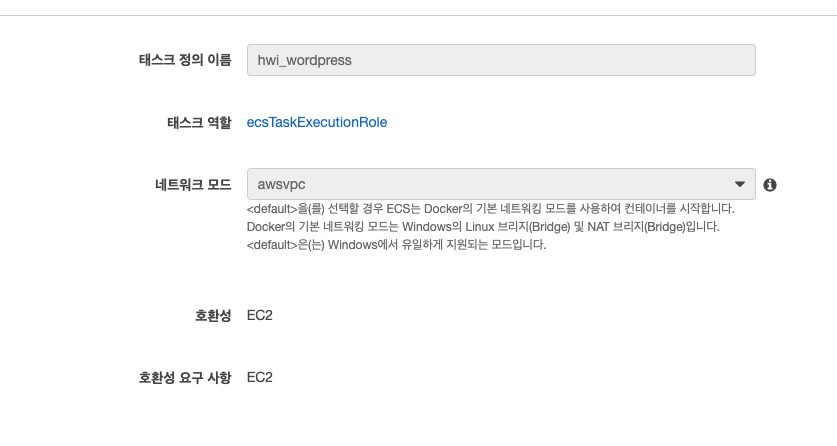 태스크 정의 이름 hwi_wordpress
태스크 역할 ecsTaskExecutionRole
네트워크 모드 awsvpc
<default>을(를) 선택할 경우 ECS는 Docker의 기본 네트워킹 모드를 사용하여 컨테이너를 시작합니다.
Docker의 기본 네트워킹 모드는 Windows의 Linux 브리지(Bridge) 및 NAT 브리지(Bridge)입니다.
<default>은(는) Windows에서 유일하게 지원되는 모드입니다.
호환성 EC2
호환성 요구 사항 EC2